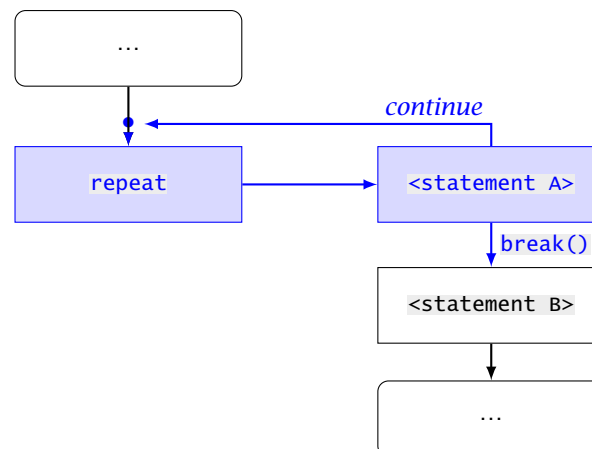 ...
continue
repeat
<statement A>
break()
<statement B>
...